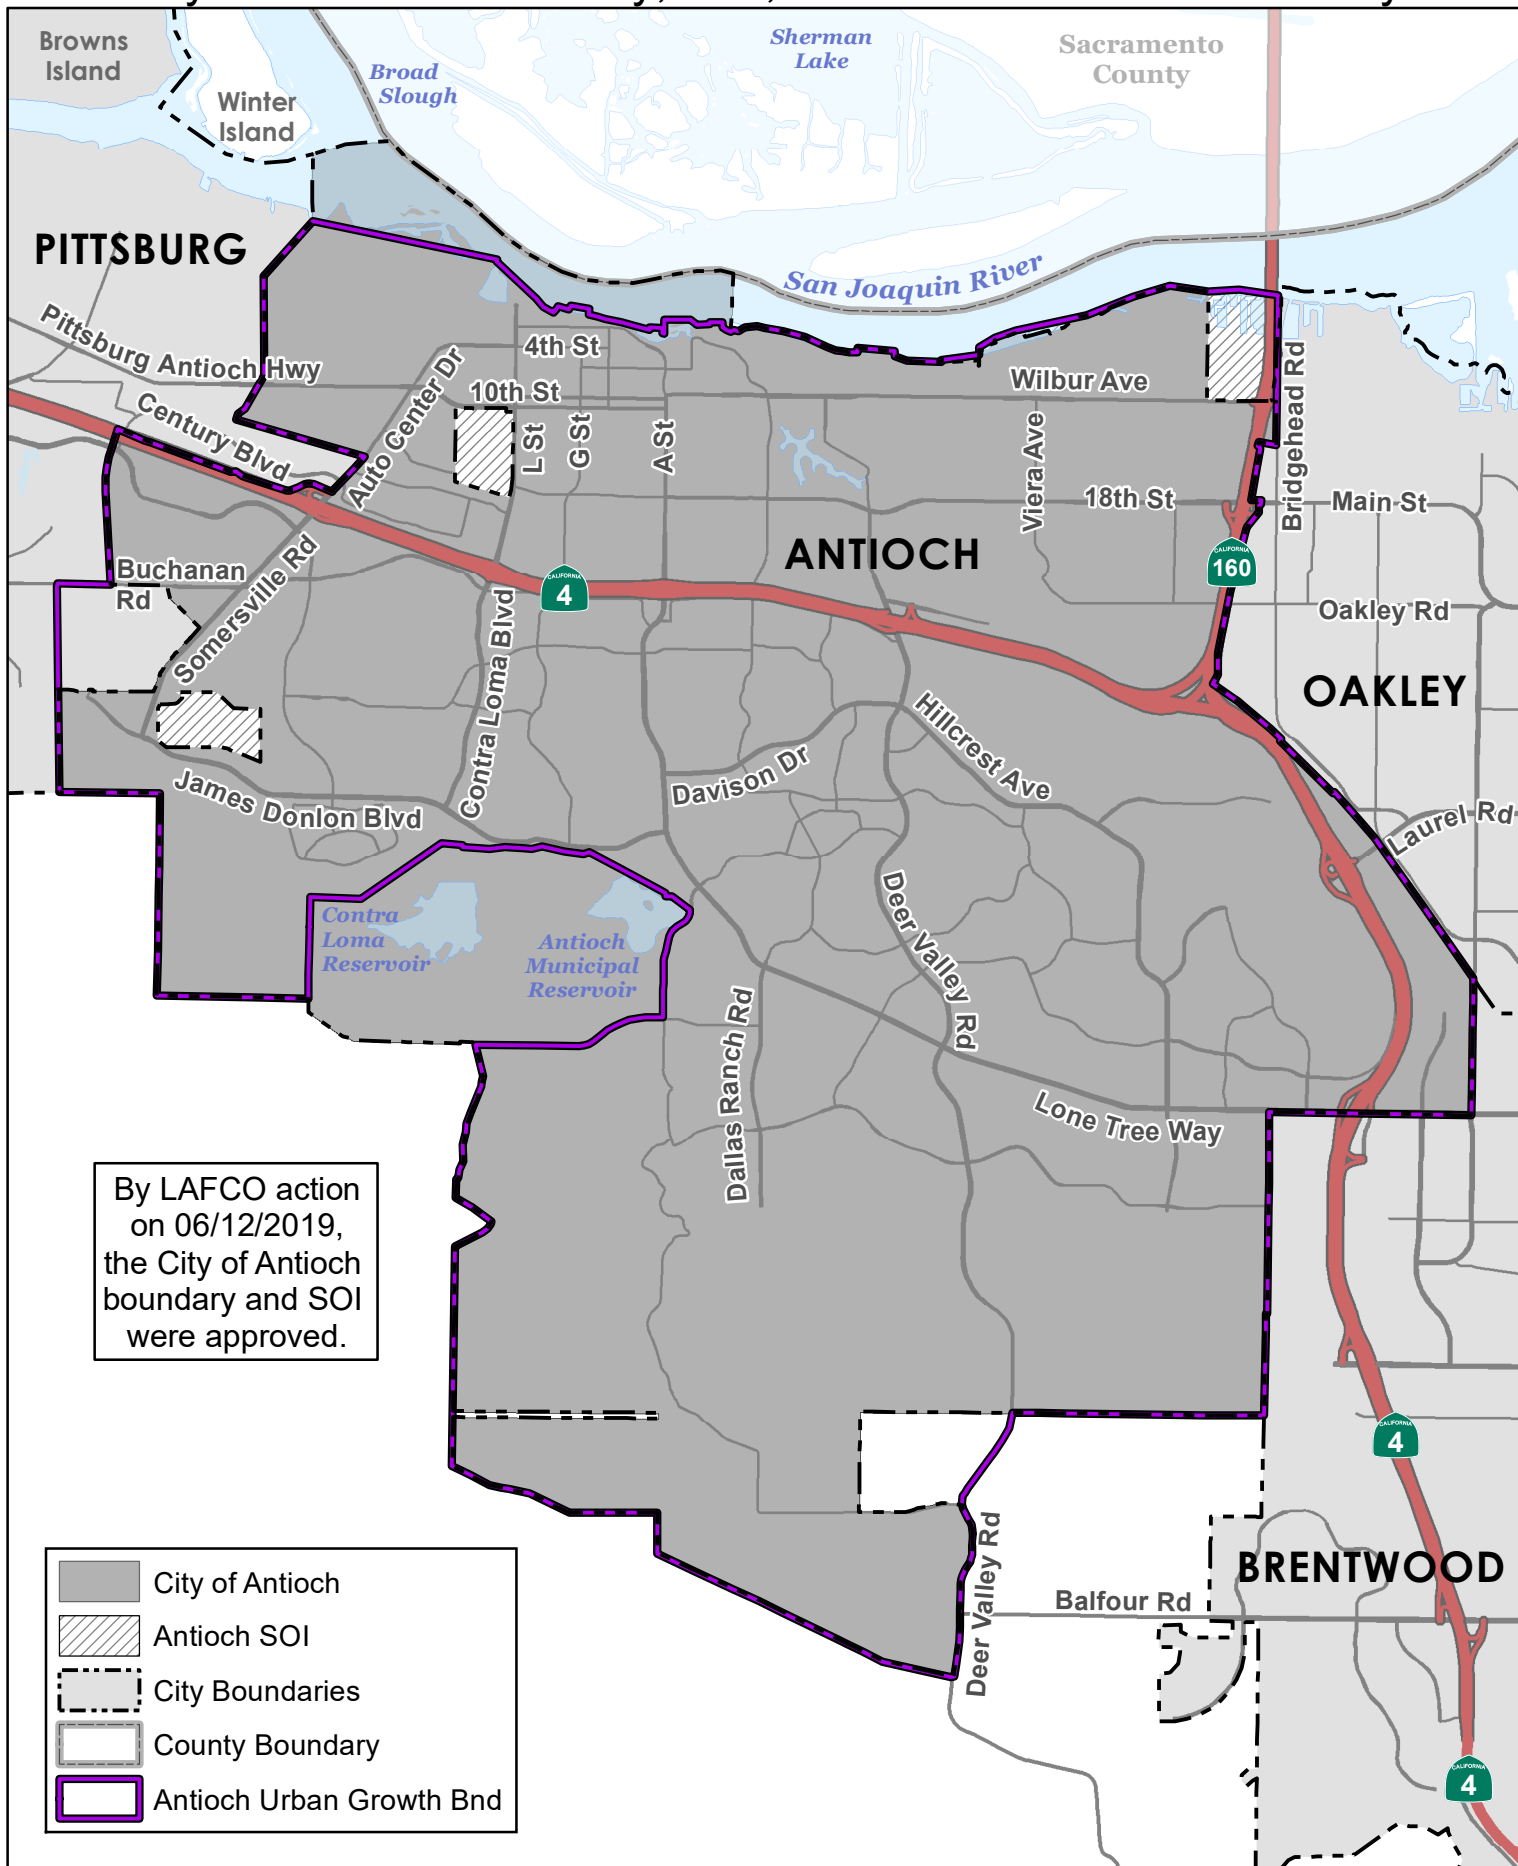 Browns
Island
Winter
Island
Broad
Slough
Sherman
Lake
Sacramento
County
PITTSBURG
San Joaquin River
Pittsburg Antioch Hwy
4th St
10th St
Wilbur Ave
Century Blvd
Auto Center Dr
L St
G St
A St
Viera Ave
18th St
Bridgehead Rd
Main St
ANTIOCH
CALIFORNIA
160
Buchanan
Rd
Somersville Rd
CALIFORNIA
4
Contra Loma Blvd
Oakley Rd
OAKLEY
Hillcrest Ave
Davison Dr
James Donlon Blvd
Laurel Rd
Contra
Loma
Reservoir
Antioch
Municipal
Reservoir
Deer Valley Rd
Dallas Ranch Rd
Lone Tree Way
By LAFCO action
on 06/12/2019,
the City of Antioch
boundary and SOI
were approved.
CALIFORNIA
4
Deer Valley Rd
BRENTWOOD
Balfour Rd
CALIFORNIA
4
City of Antioch
Antioch SOI
City Boundaries
County Boundary
Antioch Urban Growth Bnd